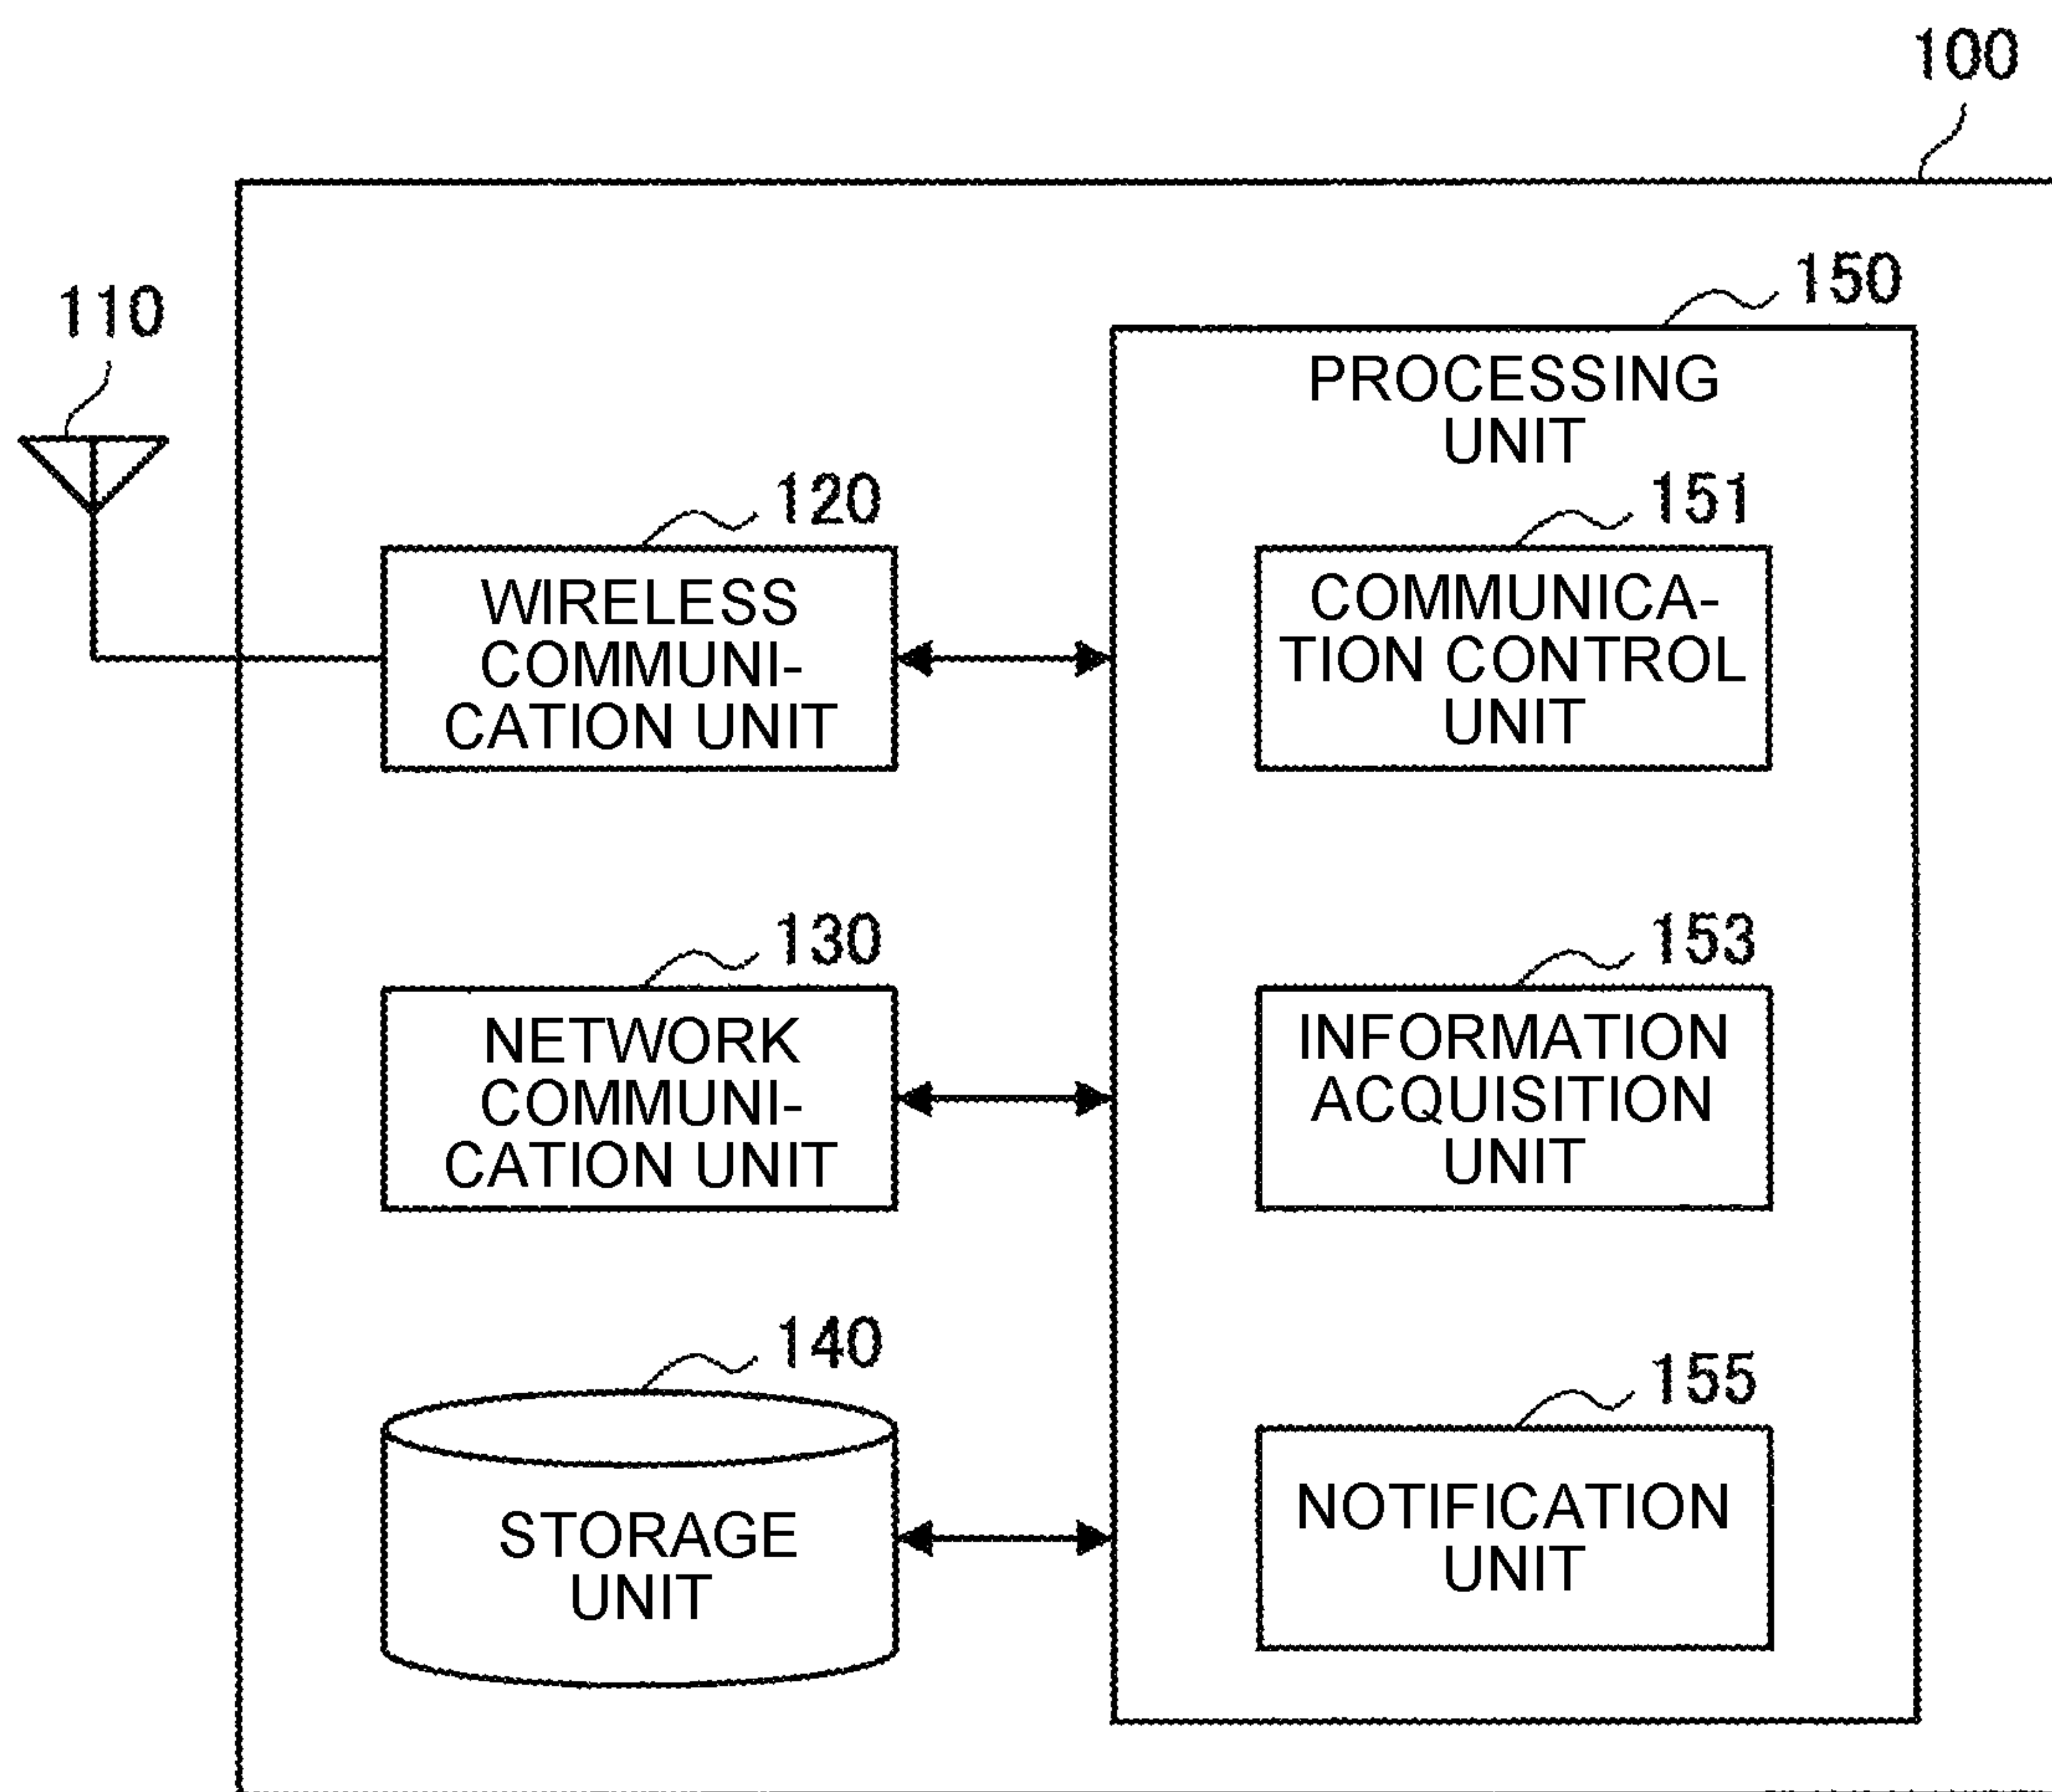 100
110
150
PROCESSING
UNIT
120
WIRELESS
COMMUNI-
CATION UNIT
151
COMMUNICA-
TION CONTROL
UNIT
130
NETWORK
COMMUNI-
CATION UNIT
153
INFORMATION
ACQUISITION
UNIT
140
STORAGE
UNIT
155
NOTIFICATION
UNIT